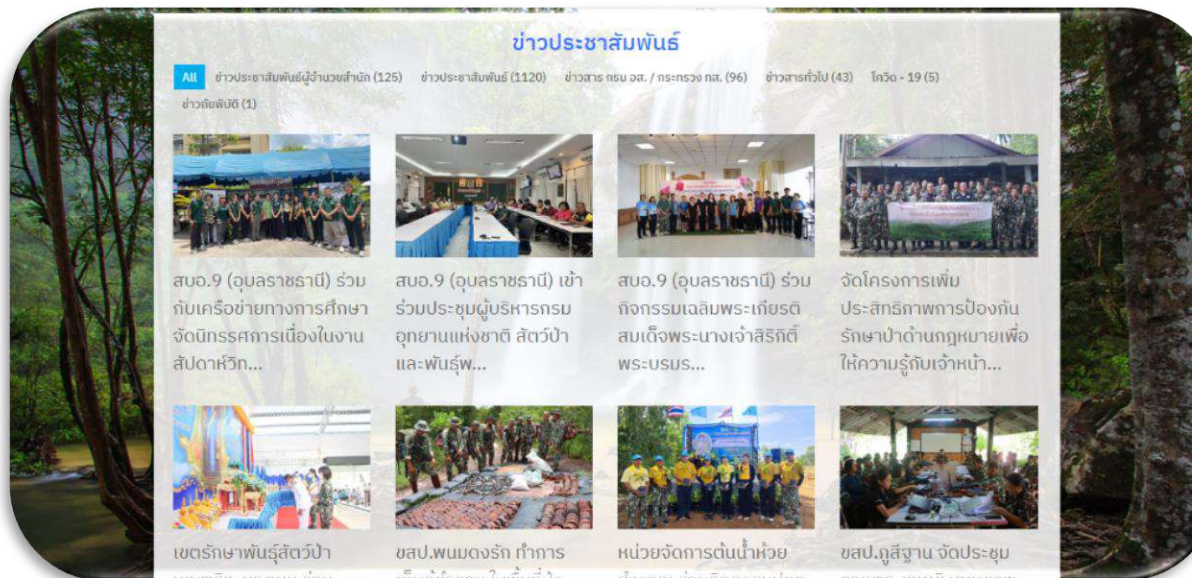 ข่าวประชาสัมพันธ์
All ข่าวประชาสัมพันธ์ผู้อำนวยสำนัก (125) ข่าวประชาสัมพันธ์ (1120) ข่าวสาร กรม อส. / กระทรวง ทส. (96) ข่าวสารทั่วไป (43) โควิด - 19 (5)
ข่าวภัยพิบัติ (1)
สบอ.9 (อุบลราชธานี) ร่วม
กับเครือข่ายทางการศึกษา
จัดนิทรรศการเนื่องในงาน
สัปดาห์วิท...
สบอ.9 (อุบลราชธานี) เข้า
ร่วมประชุมผู้บริหารกรม
อุทยานแห่งชาติ สัตว์ป่า
และพันธุ์พ...
สบอ.9 (อุบลราชธานี) ร่วม
กิจกรรมเฉลิมพระเกียรติ
สมเด็จพระนางเจ้าสิริกิติ์
พระบรมร...
จัดโครงการเพิ่ม
ประสิทธิภาพการป้องกัน
รักษาป่าด้านกฎหมายเพื่อ
ให้ความรู้กับเจ้าหน้า...
เขตรักษาพันธุ์สัตว์ป่า
ขสป.พนมดงรัก ทำการ
หน่วยจัดการต้นน้ำห้วย
ขสป.ภูสีฐาน จัดประชุม